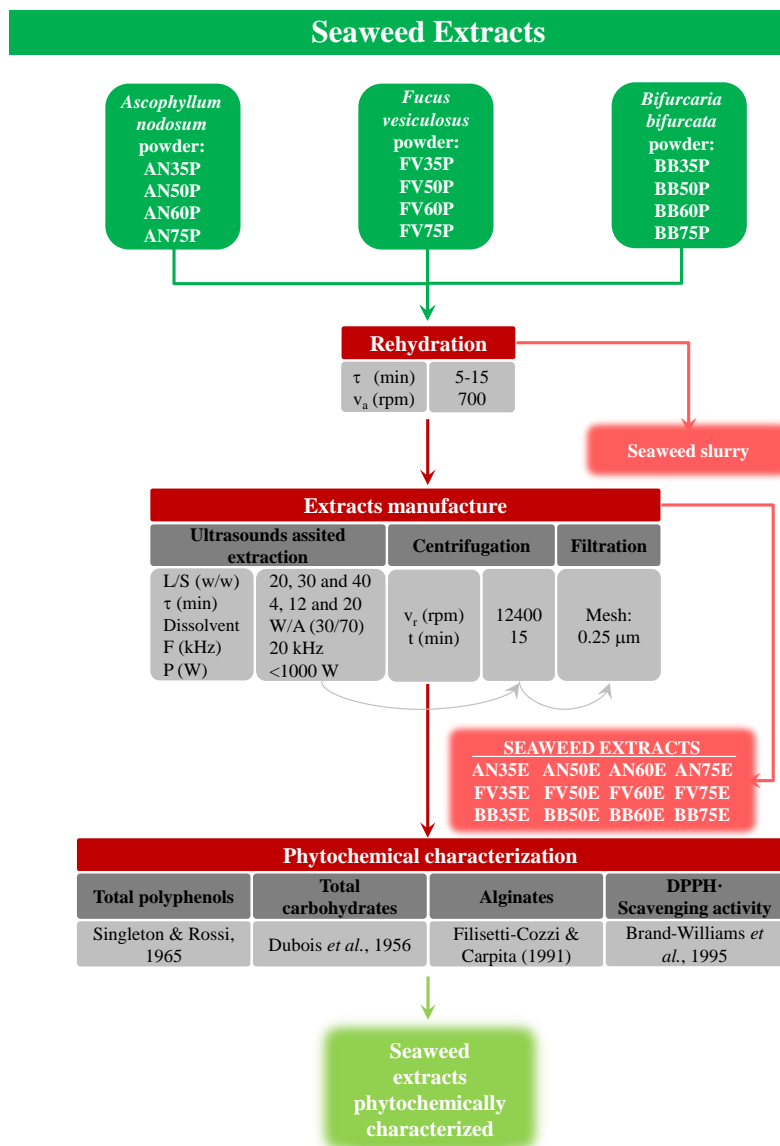 Seaweed Extracts
Ascophyllum
nodosum
powder:
AN35P
AN50P
AN60P
AN75P
Fucus
vesiculosus
powder:
FV35P
FV50P
FV60P
FV75P
Bifurcaria
bifurcata
powder:
BB35P
BB50P
BB60P
BB75P
Rehydration
τ (min) 5-15
va (rpm) 700
Seaweed slurry
Extracts manufacture
Ultrasounds assited
extraction
Centrifugation
Filtration
L/S (w/w) 20, 30 and 40
τ (min) 4, 12 and 20
Dissolvent W/A (30/70)
F (kHz) 20 kHz
P (W) <1000 W
vr (rpm) 12400
t (min) 15
Mesh:
0.25 µm
SEAWEED EXTRACTS
AN35E AN50E AN60E AN75E
FV35E FV50E FV60E FV75E
BB35E BB50E BB60E BB75E
Phytochemical characterization
Total polyphenols
Total
carbohydrates
Alginates
DPPH·
Scavenging activity
Singleton & Rossi,
1965
Dubois et al., 1956
Filisetti-Cozzi &
Carpita (1991)
Brand-Williams et
al., 1995
Seaweed
extracts
phytochemically
characterized